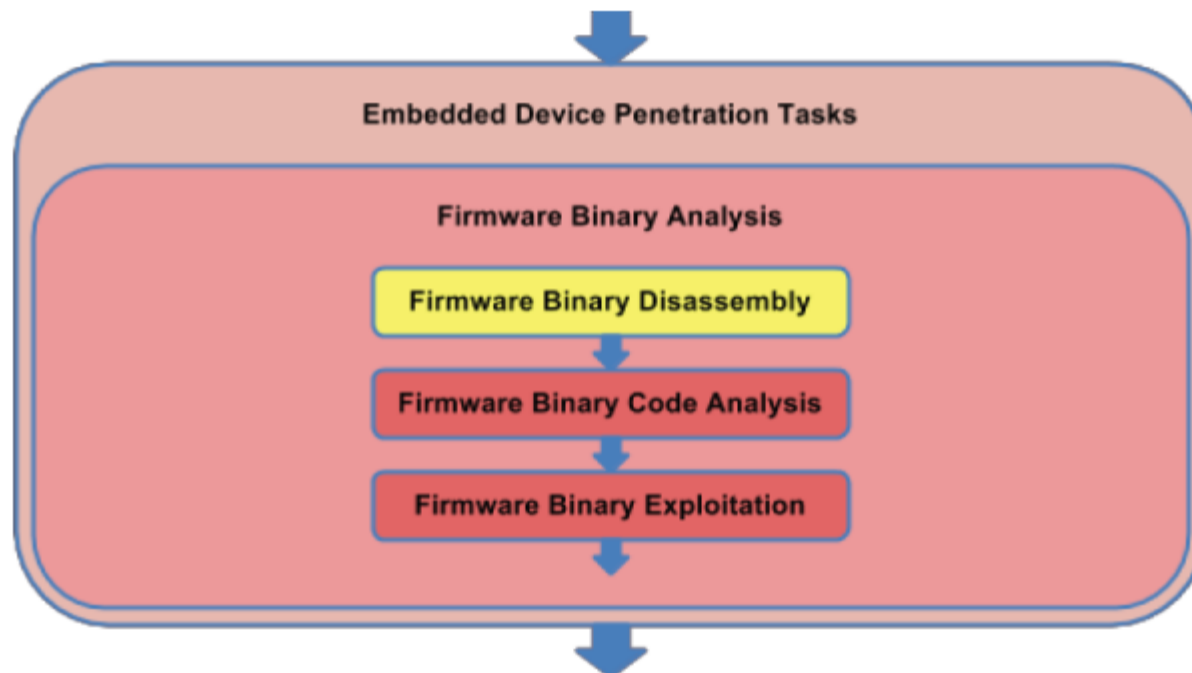 Embedded Device Penetration Tasks
Firmware Binary Analysis
Firmware Binary Disassembly
Firmware Binary Code Analysis
Firmware Binary Exploitation